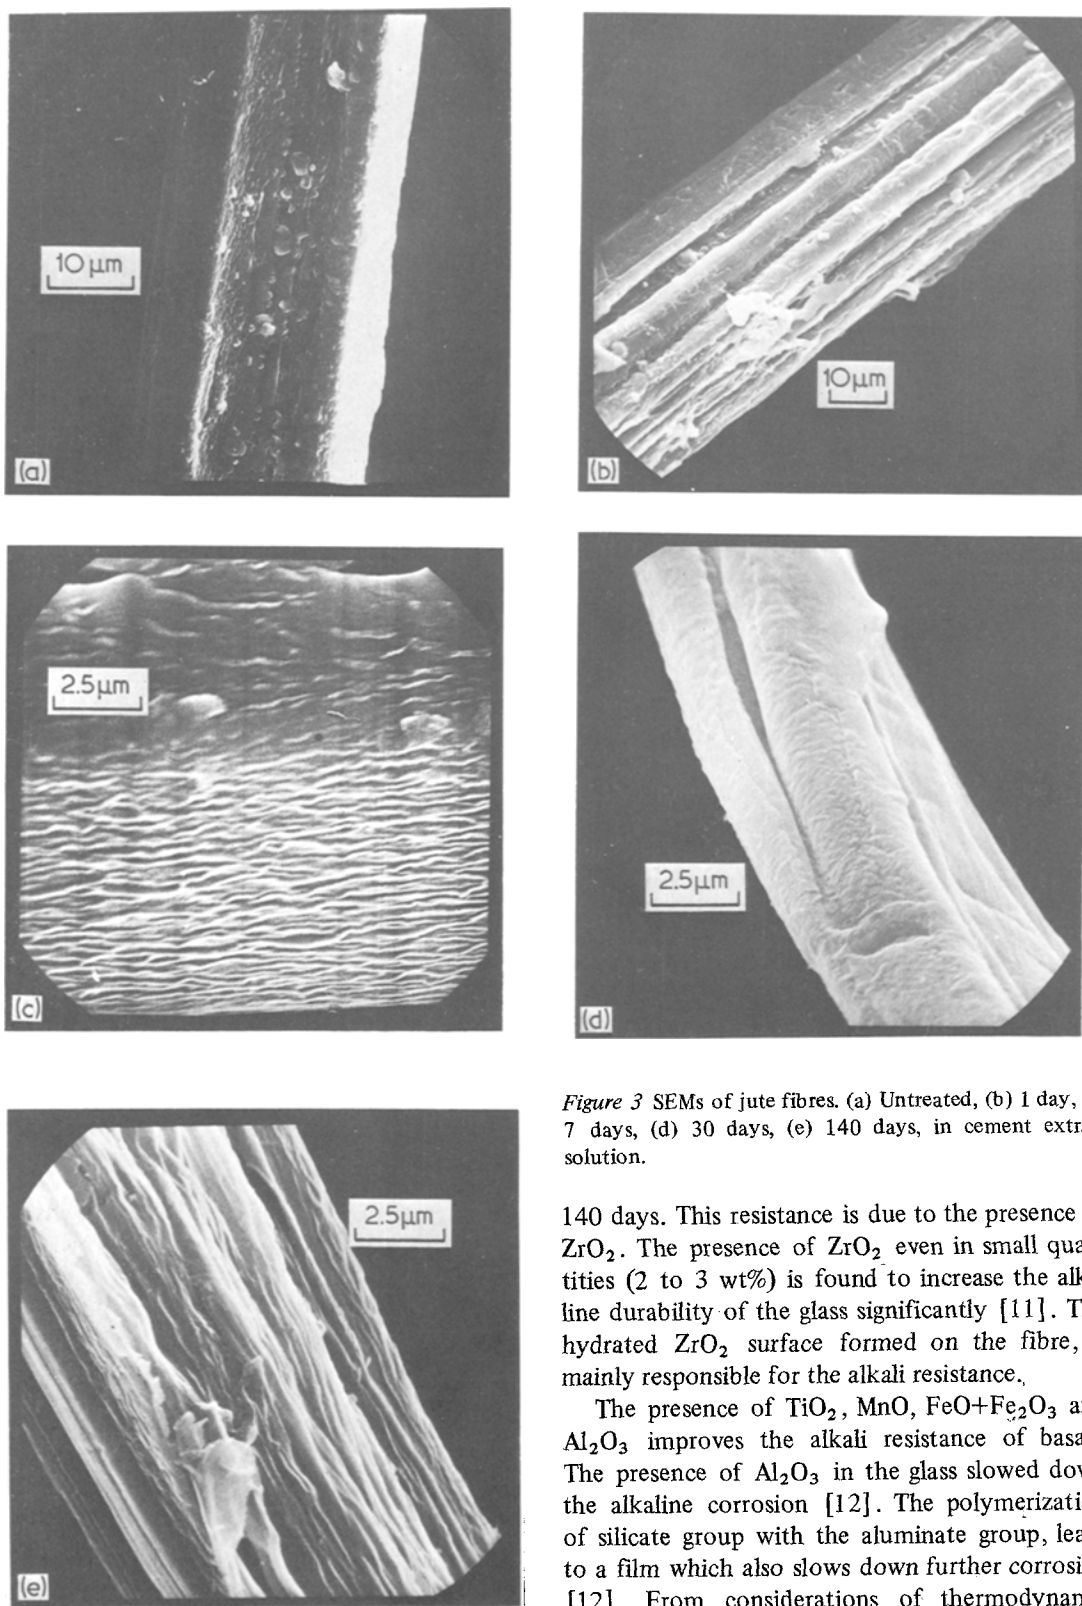 10 μm
(a)
10μm
(b)
2.5μm
(c)
2.5μm
(d)
2.5μm
(e)
Figure 3 SEMs of jute fibres. (a) Untreated, (b) 1 day,
7 days, (d) 30 days, (e) 140 days, in cement extr
solution.
140 days. This resistance is due to the presence
ZrO₂. The presence of ZrO₂ even in small qua
tities (2 to 3 wt%) is found to increase the alk
line durability of the glass significantly [11]. T
hydrated ZrO₂ surface formed on the fibre,
mainly responsible for the alkali resistance.
The presence of TiO₂, MnO, FeO+Fe₂O₃ a
Al₂O₃ improves the alkali resistance of basa
The presence of Al₂O₃ in the glass slowed dov
the alkaline corrosion [12]. The polymerizati
of silicate group with the aluminate group, lea
to a film which also slows down further corrosi
[12]. From considerations of thermodynam